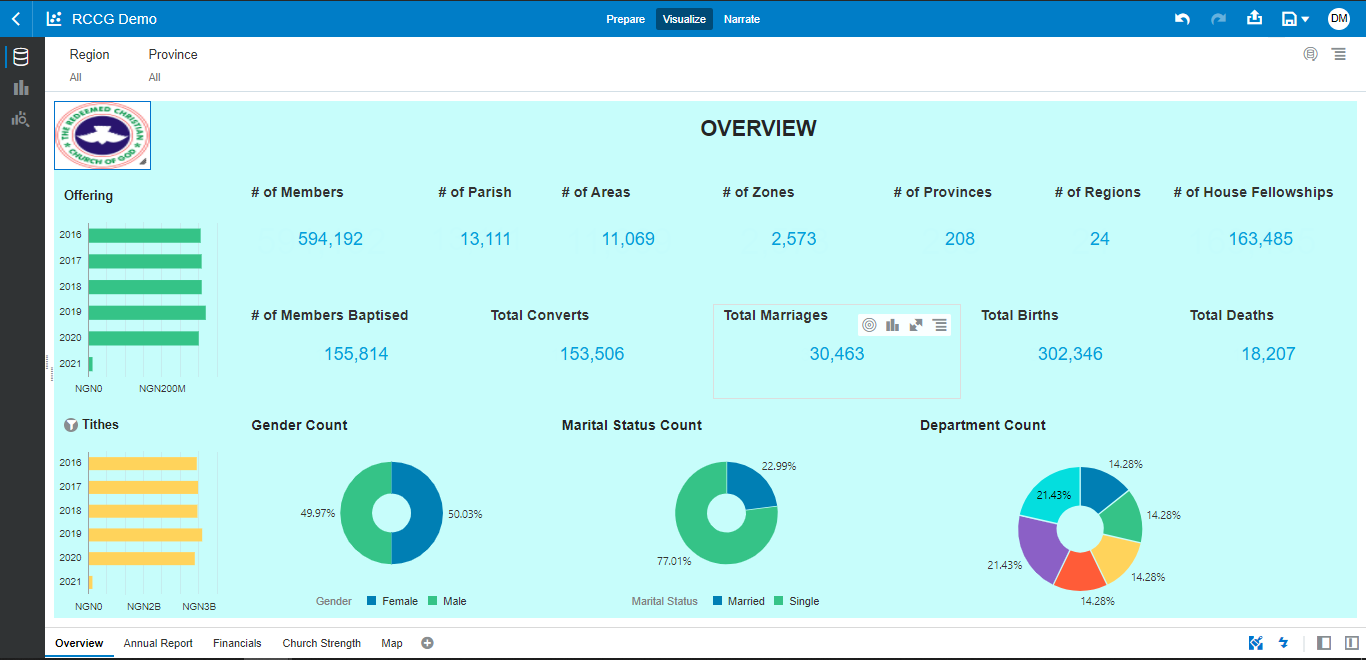 RCCG Demo
Prepare Visualize Narrate
DM
Region Province
All All
THE REDEEMED CHRISTIAN
CHURCH OF GOD
OVERVIEW
Offering
2016
2017
2018
2019
2020
2021
NGN0 NGN200M
# of Members # of Parish # of Areas # of Zones # of Provinces # of Regions # of House Fellowships
594,192 13,111 11,069 2,573 208 24 163,485
# of Members Baptised Total Converts Total Marriages Total Births Total Deaths
155,814 153,506 30,463 302,346 18,207
Tithes
2016
2017
2018
2019
2020
2021
NGN0 NGN2B NGN3B
Gender Count
49.97% 50.03%
Gender Female Male
Marital Status Count
22.99%
77.01%
Marital Status Married Single
Department Count
14.28%
21.43%
14.28%
21.43%
14.28%
14.28%
Overview Annual Report Financials Church Strength Map